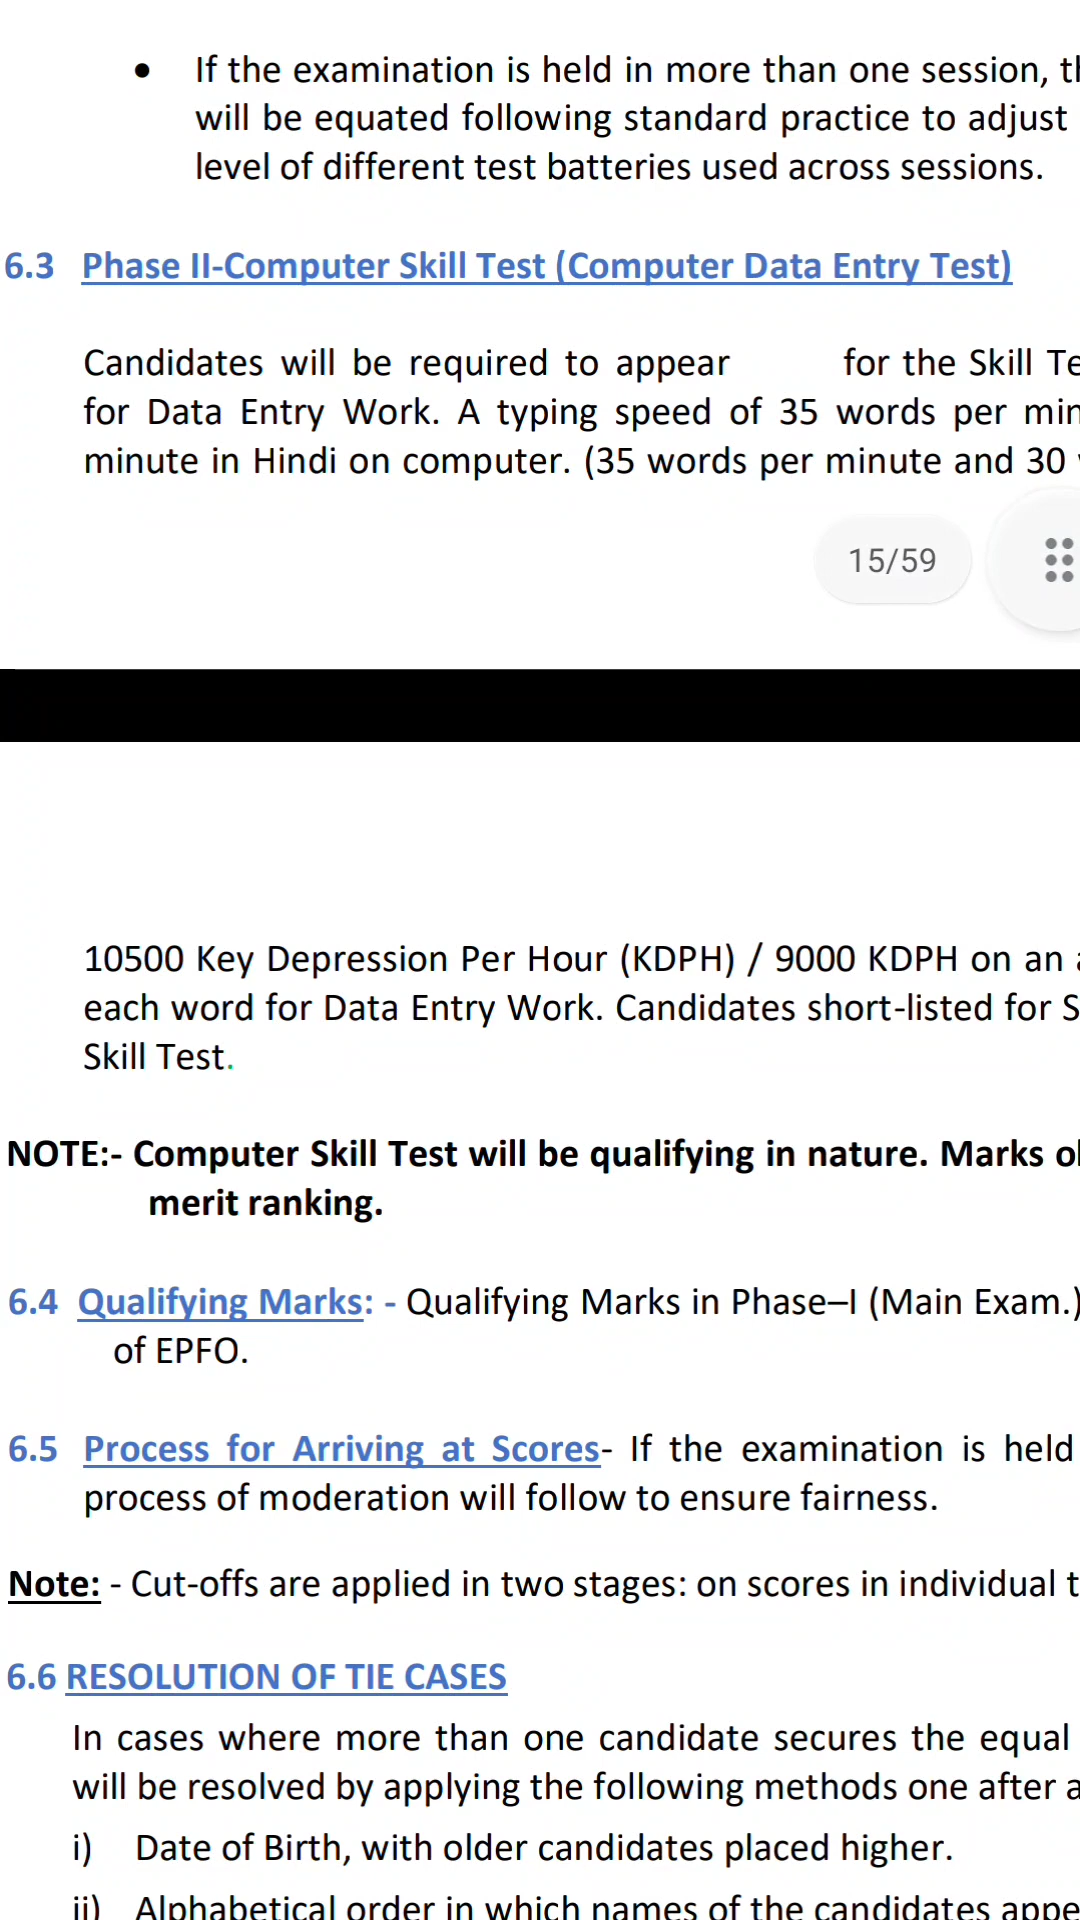 • If the examination is held in more than one session,
will be equated following standard practice to adjust
level of different test batteries used across sessions.
6.3 Phase II-Computer Skill Test (Computer Data Entry Test)
Candidates will be required to appear for the Skill
for Data Entry Work. A typing speed of 35 words per
minute in Hindi on computer. (35 words per minute and 30
15/59
10500 Key Depression Per Hour (KDPH) / 9000 KDPH on an
each word for Data Entry Work. Candidates short-listed for
Skill Test.
NOTE:- Computer Skill Test will be qualifying in nature. Marks
merit ranking.
6.4 Qualifying Marks: - Qualifying Marks in Phase–I (Main Exam.)
of EPFO.
6.5 Process for Arriving at Scores- If the examination is held
process of moderation will follow to ensure fairness.
Note: - Cut-offs are applied in two stages: on scores in individual
6.6 RESOLUTION OF TIE CASES
In cases where more than one candidate secures the equal
will be resolved by applying the following methods one after
i) Date of Birth, with older candidates placed higher.
ii) Alphabetical order in which names of the candidates